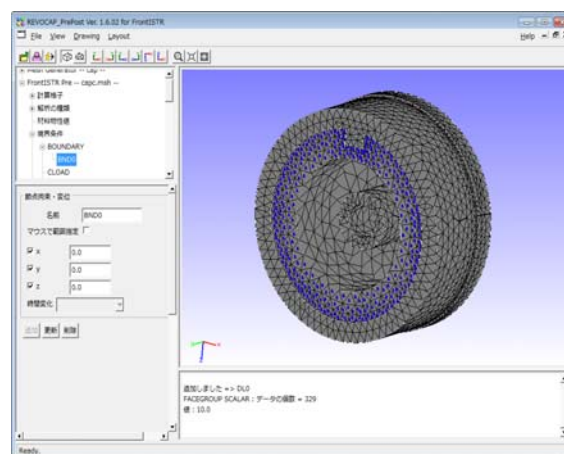 REVOCAP_PrePost Ver. 1.6.02 for FrontISTR
File View Drawing Layout Help
Mesh Generator -- cap --
FrontISTR Pre -- capc.msh
計算格子
解析の種類
材料物性値
境界条件
BOUNDARY
BND0
CLOAD
節点拘束・変位
名前 BND0
マウスで範囲指定
x 0.0
y 0.0
z 0.0
時間変化
追加 更新 削除
追加しました => DL0
FACEGROUP SCALAR : データの個数 = 329
値 : 10.0
Ready.